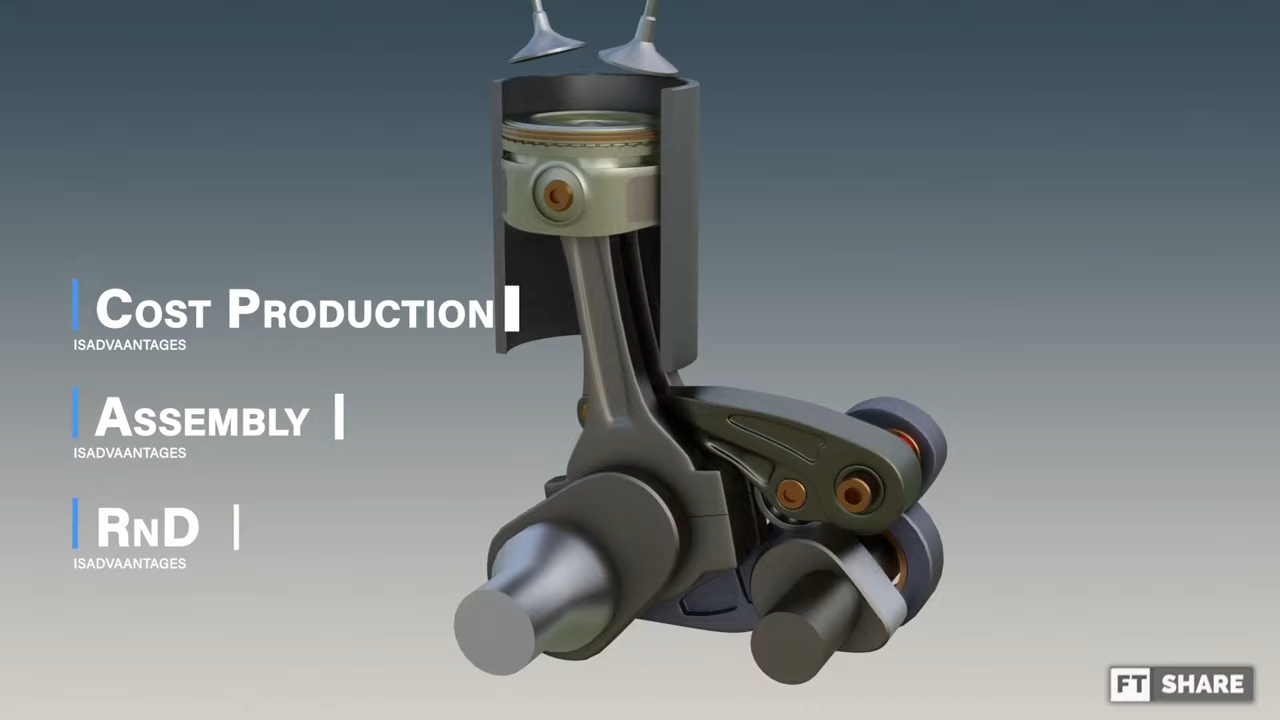 Cost Production
ISADVAANTAGES
Assembly
ISADVAANTAGES
RnD
ISADVAANTAGES
FT SHARE